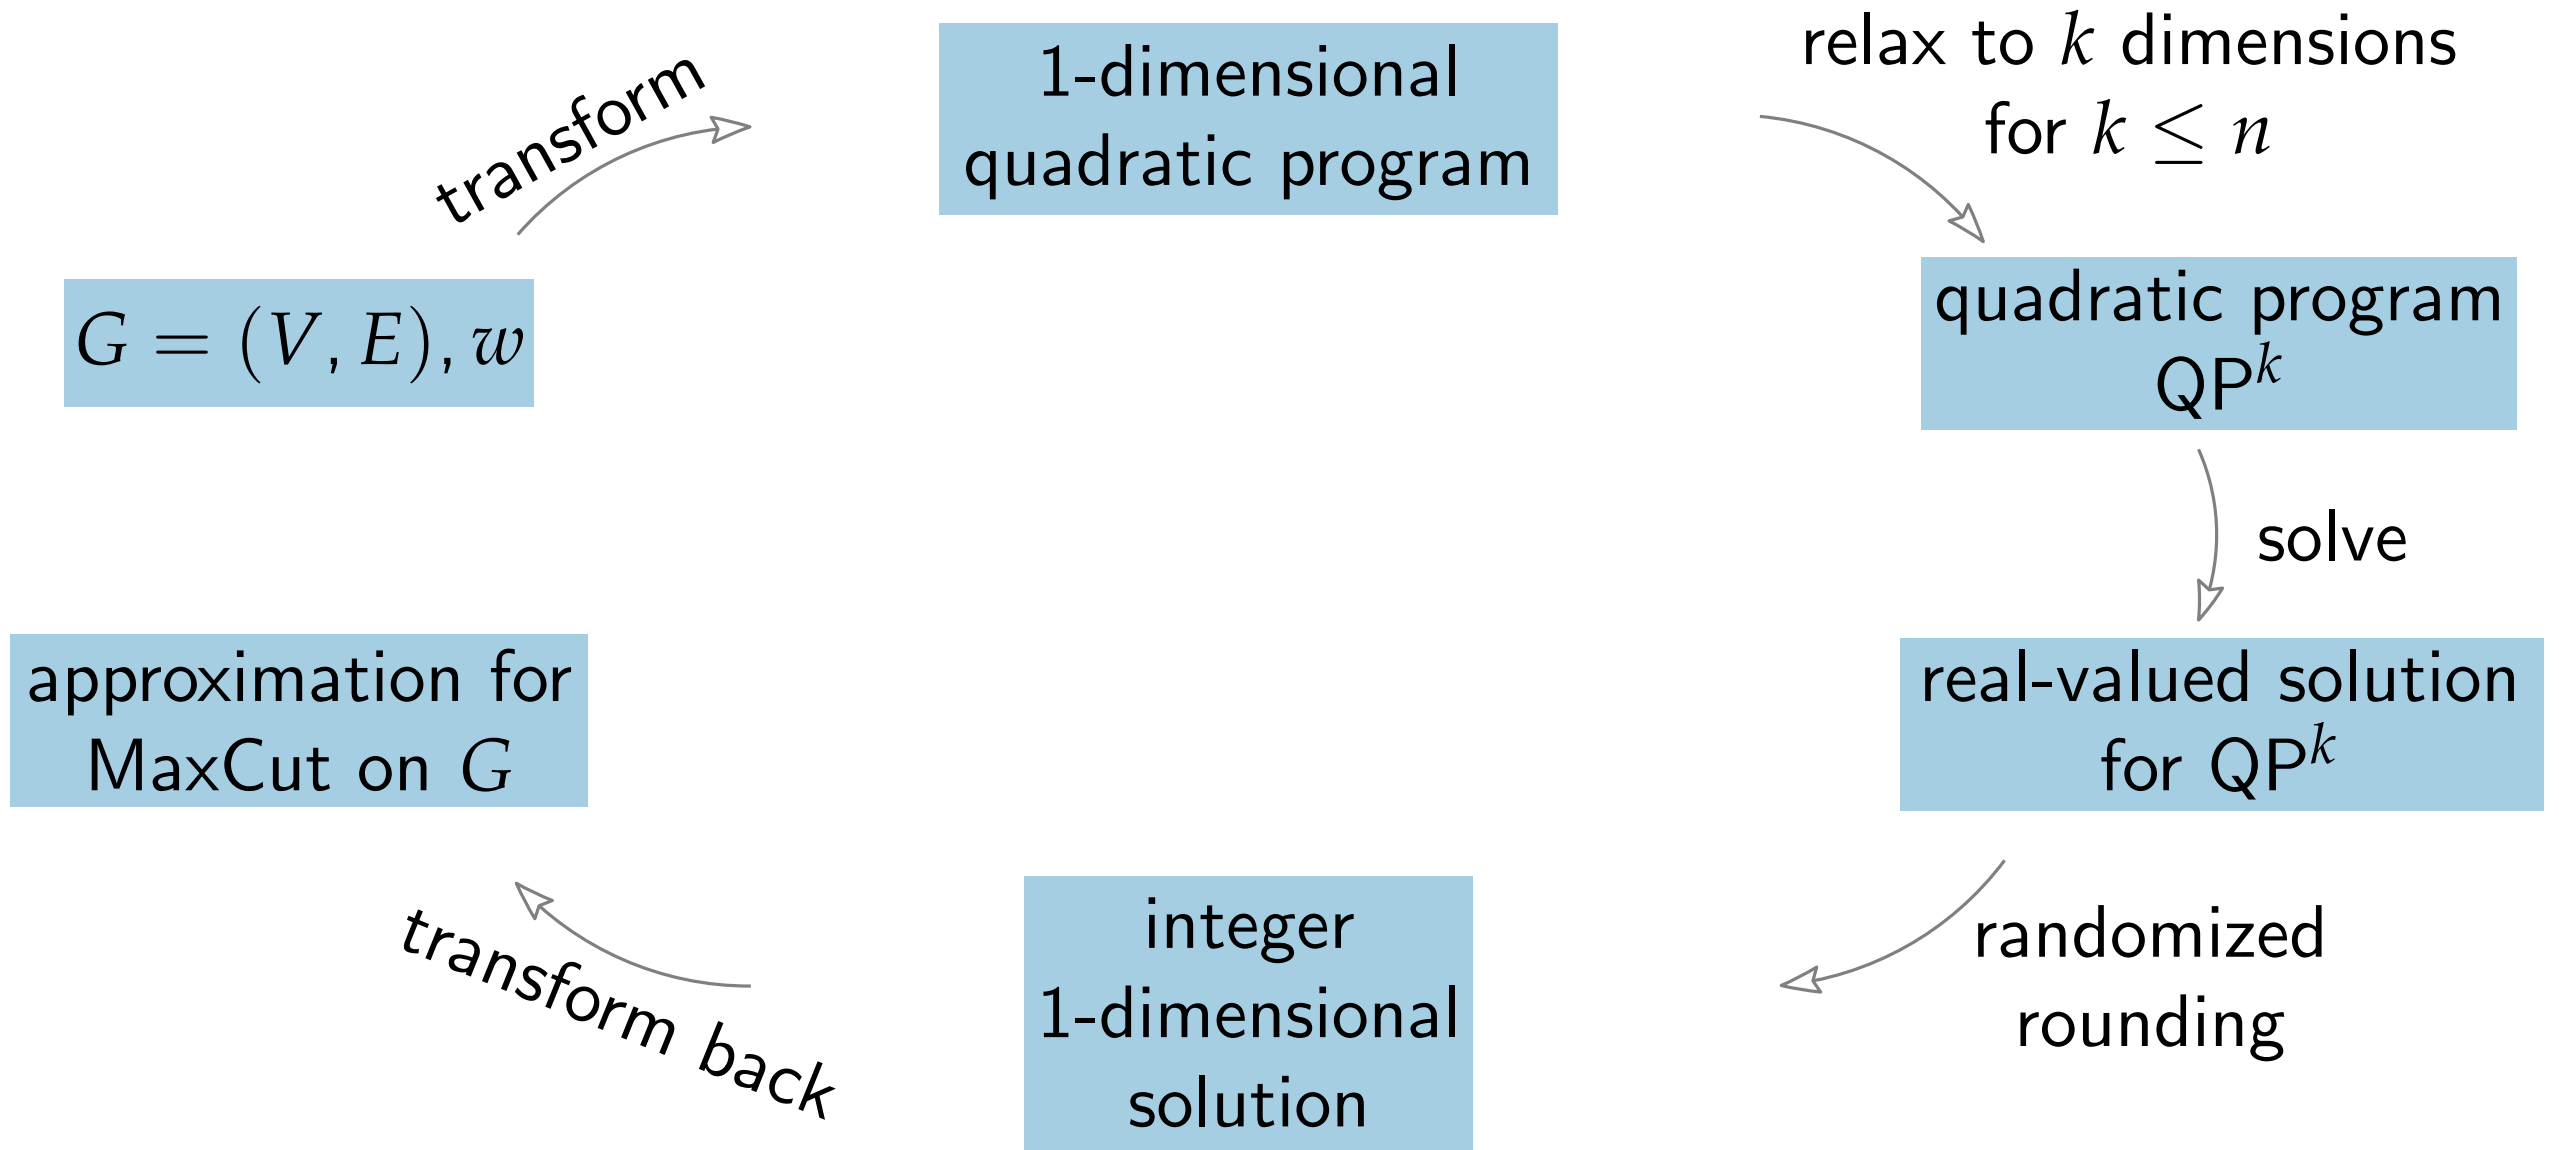 G = (V, E), w
transform
1-dimensional
quadratic program
relax to k dimensions
for k ≤ n
quadratic program
QP^k
solve
real-valued solution
for QP^k
randomized
rounding
integer
1-dimensional
solution
transform back
approximation for
MaxCut on G